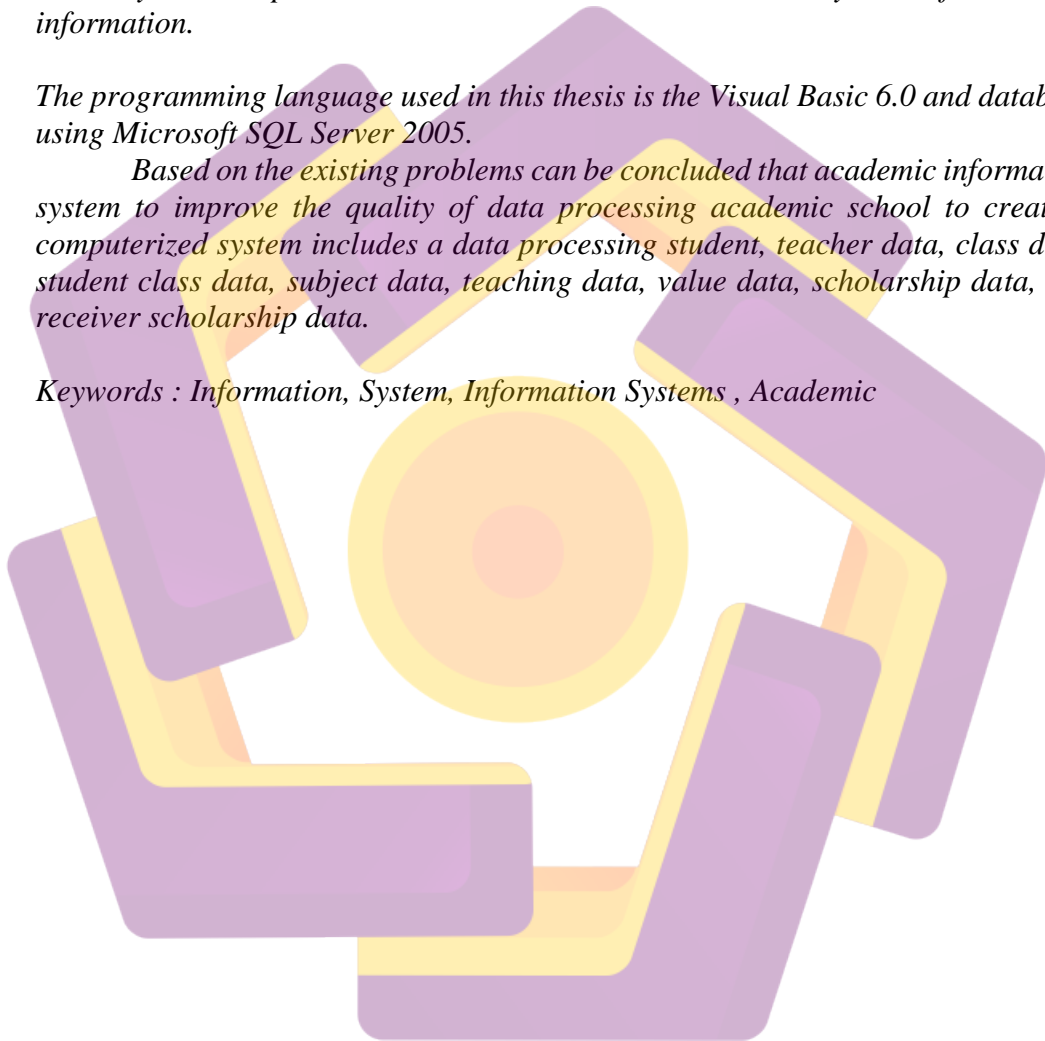 information.
The programming language used in this thesis is the Visual Basic 6.0 and
using Microsoft SQL Server 2005.
Based on the existing problems can be concluded that academic
system to improve the quality of data processing academic school to
computerized system includes a data processing student, teacher data, class
student class data, subject data, teaching data, value data, scholarship data,
receiver scholarship data.
Keywords : Information, System, Information Systems , Academic